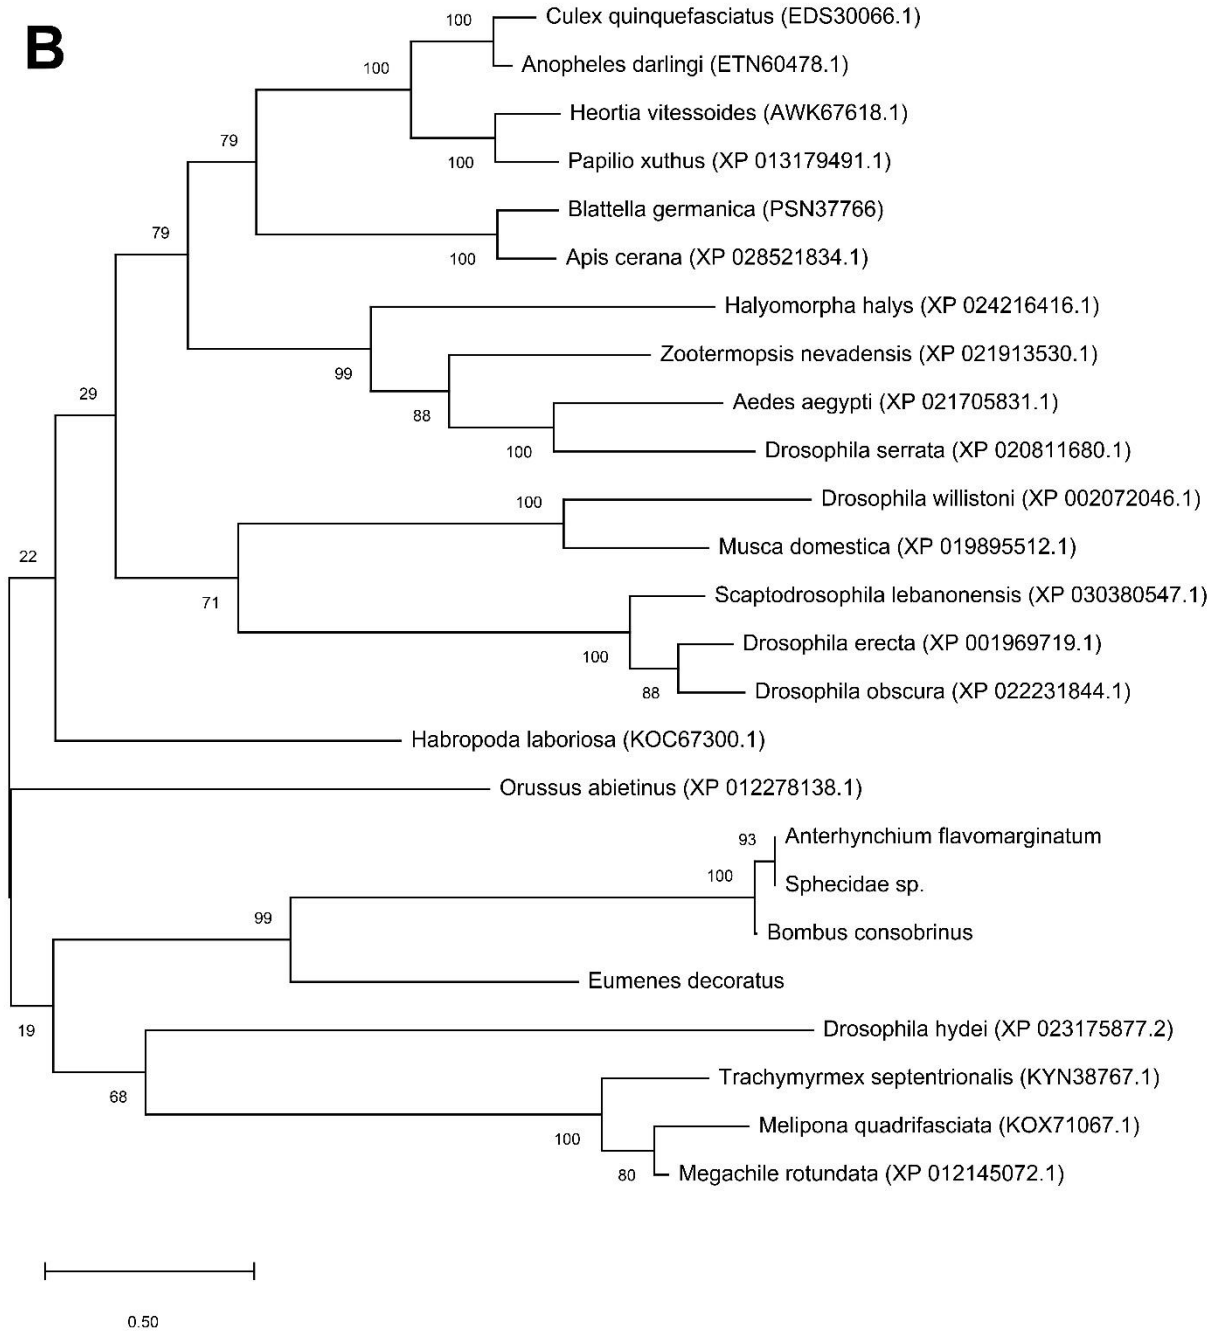 B
100
Culex quinquefasciatus (EDS30066.1)
Anopheles darlingi (ETN60478.1)
100
Heortia vitessoides (AWK67618.1)
79
100
Papilio xuthus (XP 013179491.1)
Blattella germanica (PSN37766)
79
100
Apis cerana (XP 028521834.1)
Halyomorpha halys (XP 024216416.1)
Zootermopsis nevadensis (XP 021913530.1)
99
29
Aedes aegypti (XP 021705831.1)
88
100
Drosophila serrata (XP 020811680.1)
100
Drosophila willistoni (XP 002072046.1)
Musca domestica (XP 019895512.1)
22
71
Scaptodrosophila lebanonensis (XP 030380547.1)
Drosophila erecta (XP 001969719.1)
100
88
Drosophila obscura (XP 022231844.1)
Habropoda laboriosa (KOC67300.1)
Orussus abietinus (XP 012278138.1)
93
Anterhynchium flavomarginatum
100
Sphecidae sp.
99
Bombus consobrinus
Eumenes decoratus
19
Drosophila hydei (XP 023175877.2)
Trachymyrmex septentrionalis (KYN38767.1)
68
Melipona quadrifasciata (KOX71067.1)
100
80
Megachile rotundata (XP 012145072.1)
0.50